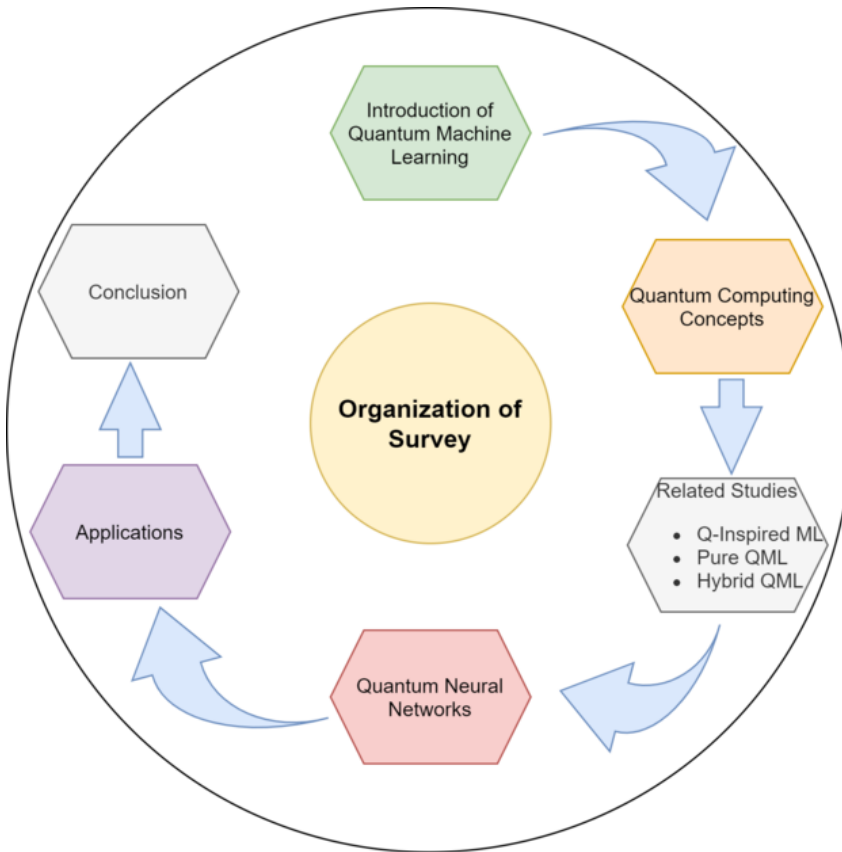 Introduction of
Quantum Machine
Learning
Quantum Computing
Concepts
Related Studies
• Q-Inspired ML
• Pure QML
• Hybrid QML
Quantum Neural
Networks
Applications
Conclusion
Organization of
Survey